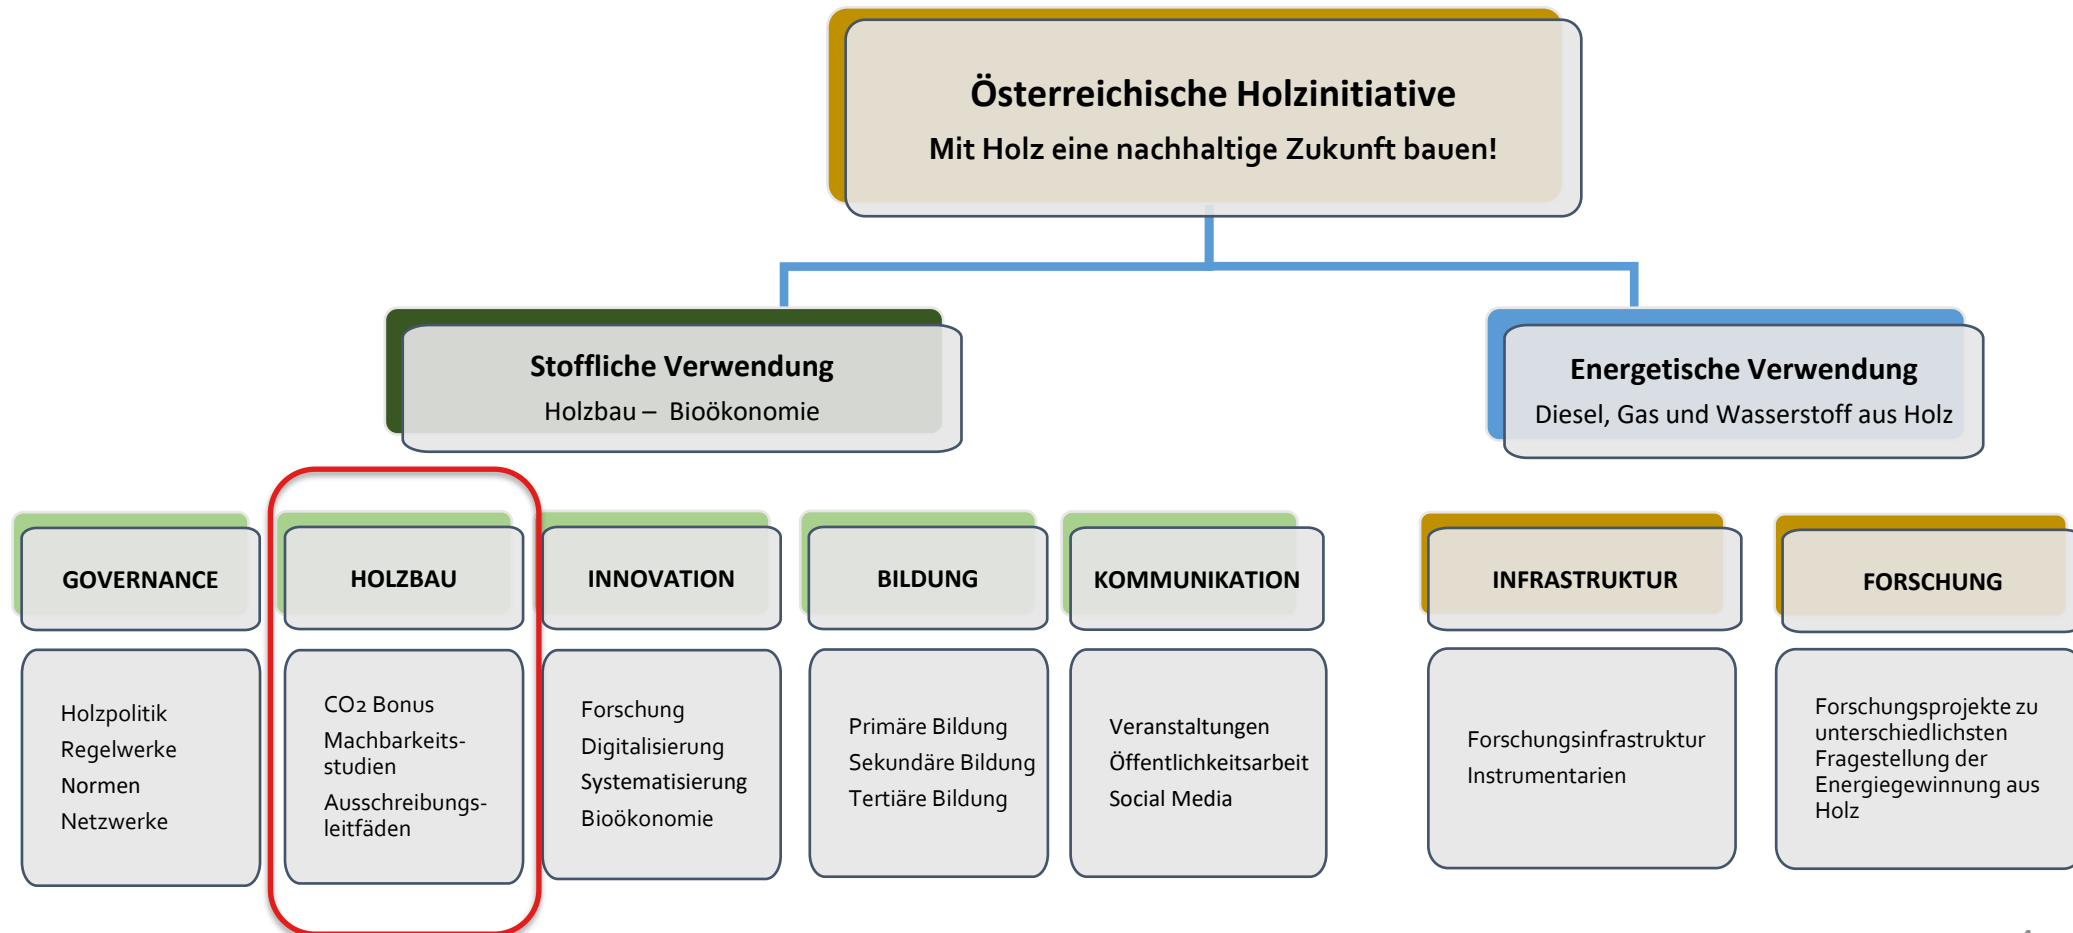 Österreichische Holzinitiative
Mit Holz eine nachhaltige Zukunft bauen!
Stoffliche Verwendung
Holzbau – Bioökonomie
Energetische Verwendung
Diesel, Gas und Wasserstoff aus Holz
GOVERNANCE
Holzpolitik
Regelwerke
Normen
Netzwerke
HOLZBAU
CO2 Bonus
Machbarkeits-
studien
Ausschreibungs-
leitfäden
INNOVATION
Forschung
Digitalisierung
Systematisierung
Bioökonomie
BILDUNG
Primäre Bildung
Sekundäre Bildung
Tertiäre Bildung
KOMMUNIKATION
Veranstaltungen
Öffentlichkeitsarbeit
Social Media
INFRASTRUKTUR
Forschungsinfrastruktur
Instrumentarien
FORSCHUNG
Forschungsprojekte zu
unterschiedlichsten
Fragestellung der
Energiegewinnung aus
Holz